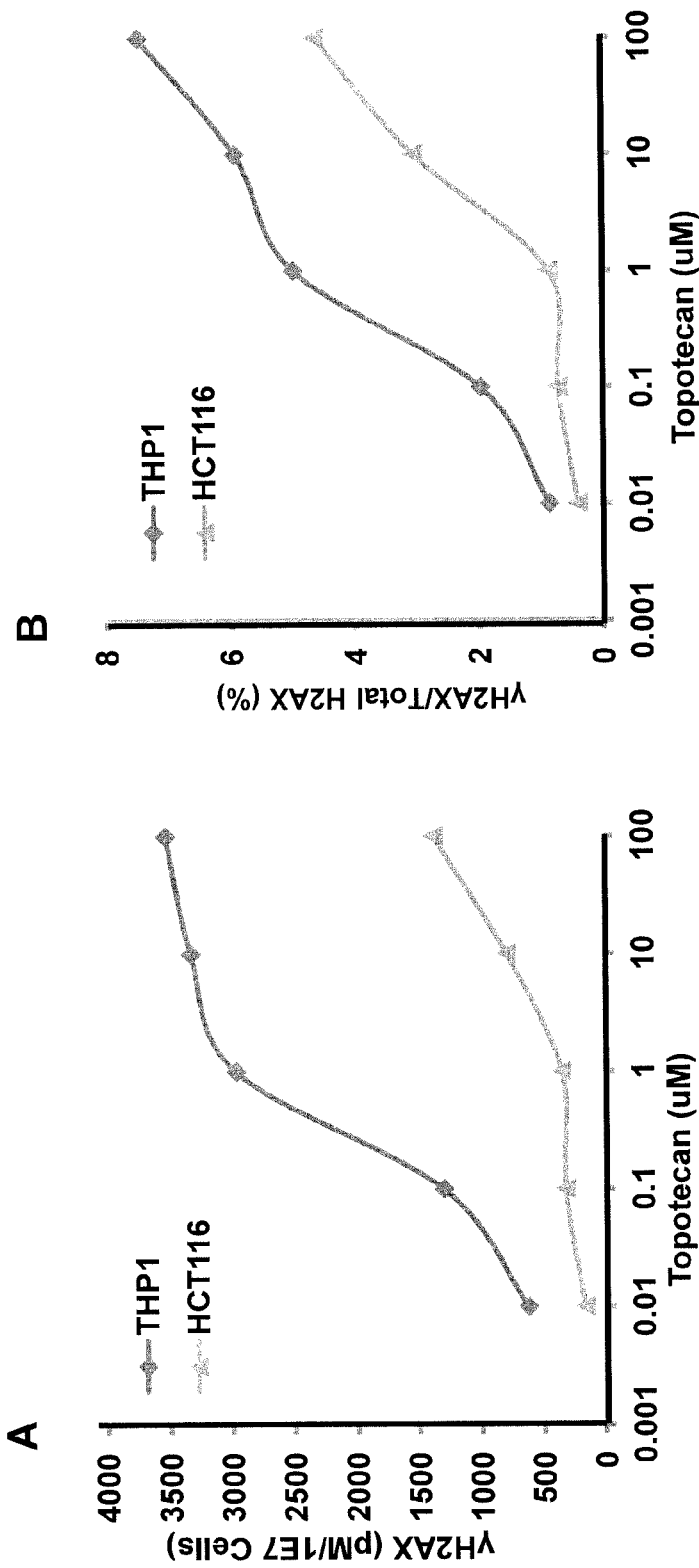 A
γH2AX (pM/1E7 Cells)
4000
3500
3000
2500
2000
1500
1000
500
0
THP1
HCT116
0.001 0.01 0.1 1 10 100
Topotecan (uM)
B
γH2AX/Total H2AX (%)
8
6
4
2
0
THP1
HCT116
0.001 0.01 0.1 1 10 100
Topotecan (uM)